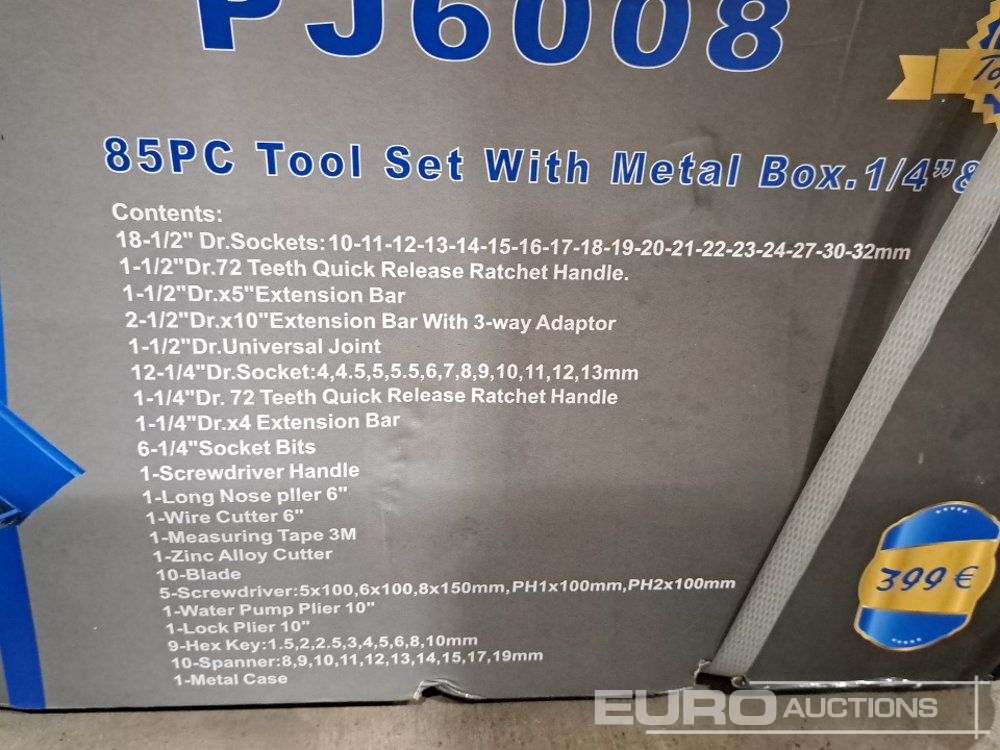 PJ6008
Top
85PC Tool Set With Metal Box.1/4"&
Contents:
18-1/2" Dr.Sockets:10-11-12-13-14-15-16-17-18-19-20-21-22-23-24-27-30-32mm
1-1/2"Dr.72 Teeth Quick Release Ratchet Handle.
1-1/2"Dr.x5"Extension Bar
2-1/2"Dr.x10"Extension Bar With 3-way Adaptor
1-1/2"Dr.Universal Joint
12-1/4"Dr.Socket:4,4.5,5,5.5,6,7,8,9,10,11,12,13mm
1-1/4"Dr. 72 Teeth Quick Release Ratchet Handle
1-1/4"Dr.x4 Extension Bar
6-1/4"Socket Bits
1-Screwdriver Handle
1-Long Nose pller 6"
1-Wire Cutter 6"
1-Measuring Tape 3M
1-Zinc Alloy Cutter
10-Blade
5-Screwdriver:5x100,6x100,8x150mm,PH1x100mm,PH2x100mm
1-Water Pump Plier 10"
1-Lock Plier 10"
9-Hex Key:1.5,2,2.5,3,4,5,6,8,10mm
10-Spanner:8,9,10,11,12,13,14,15,17,19mm
1-Metal Case
399 €
EURO AUCTIONS